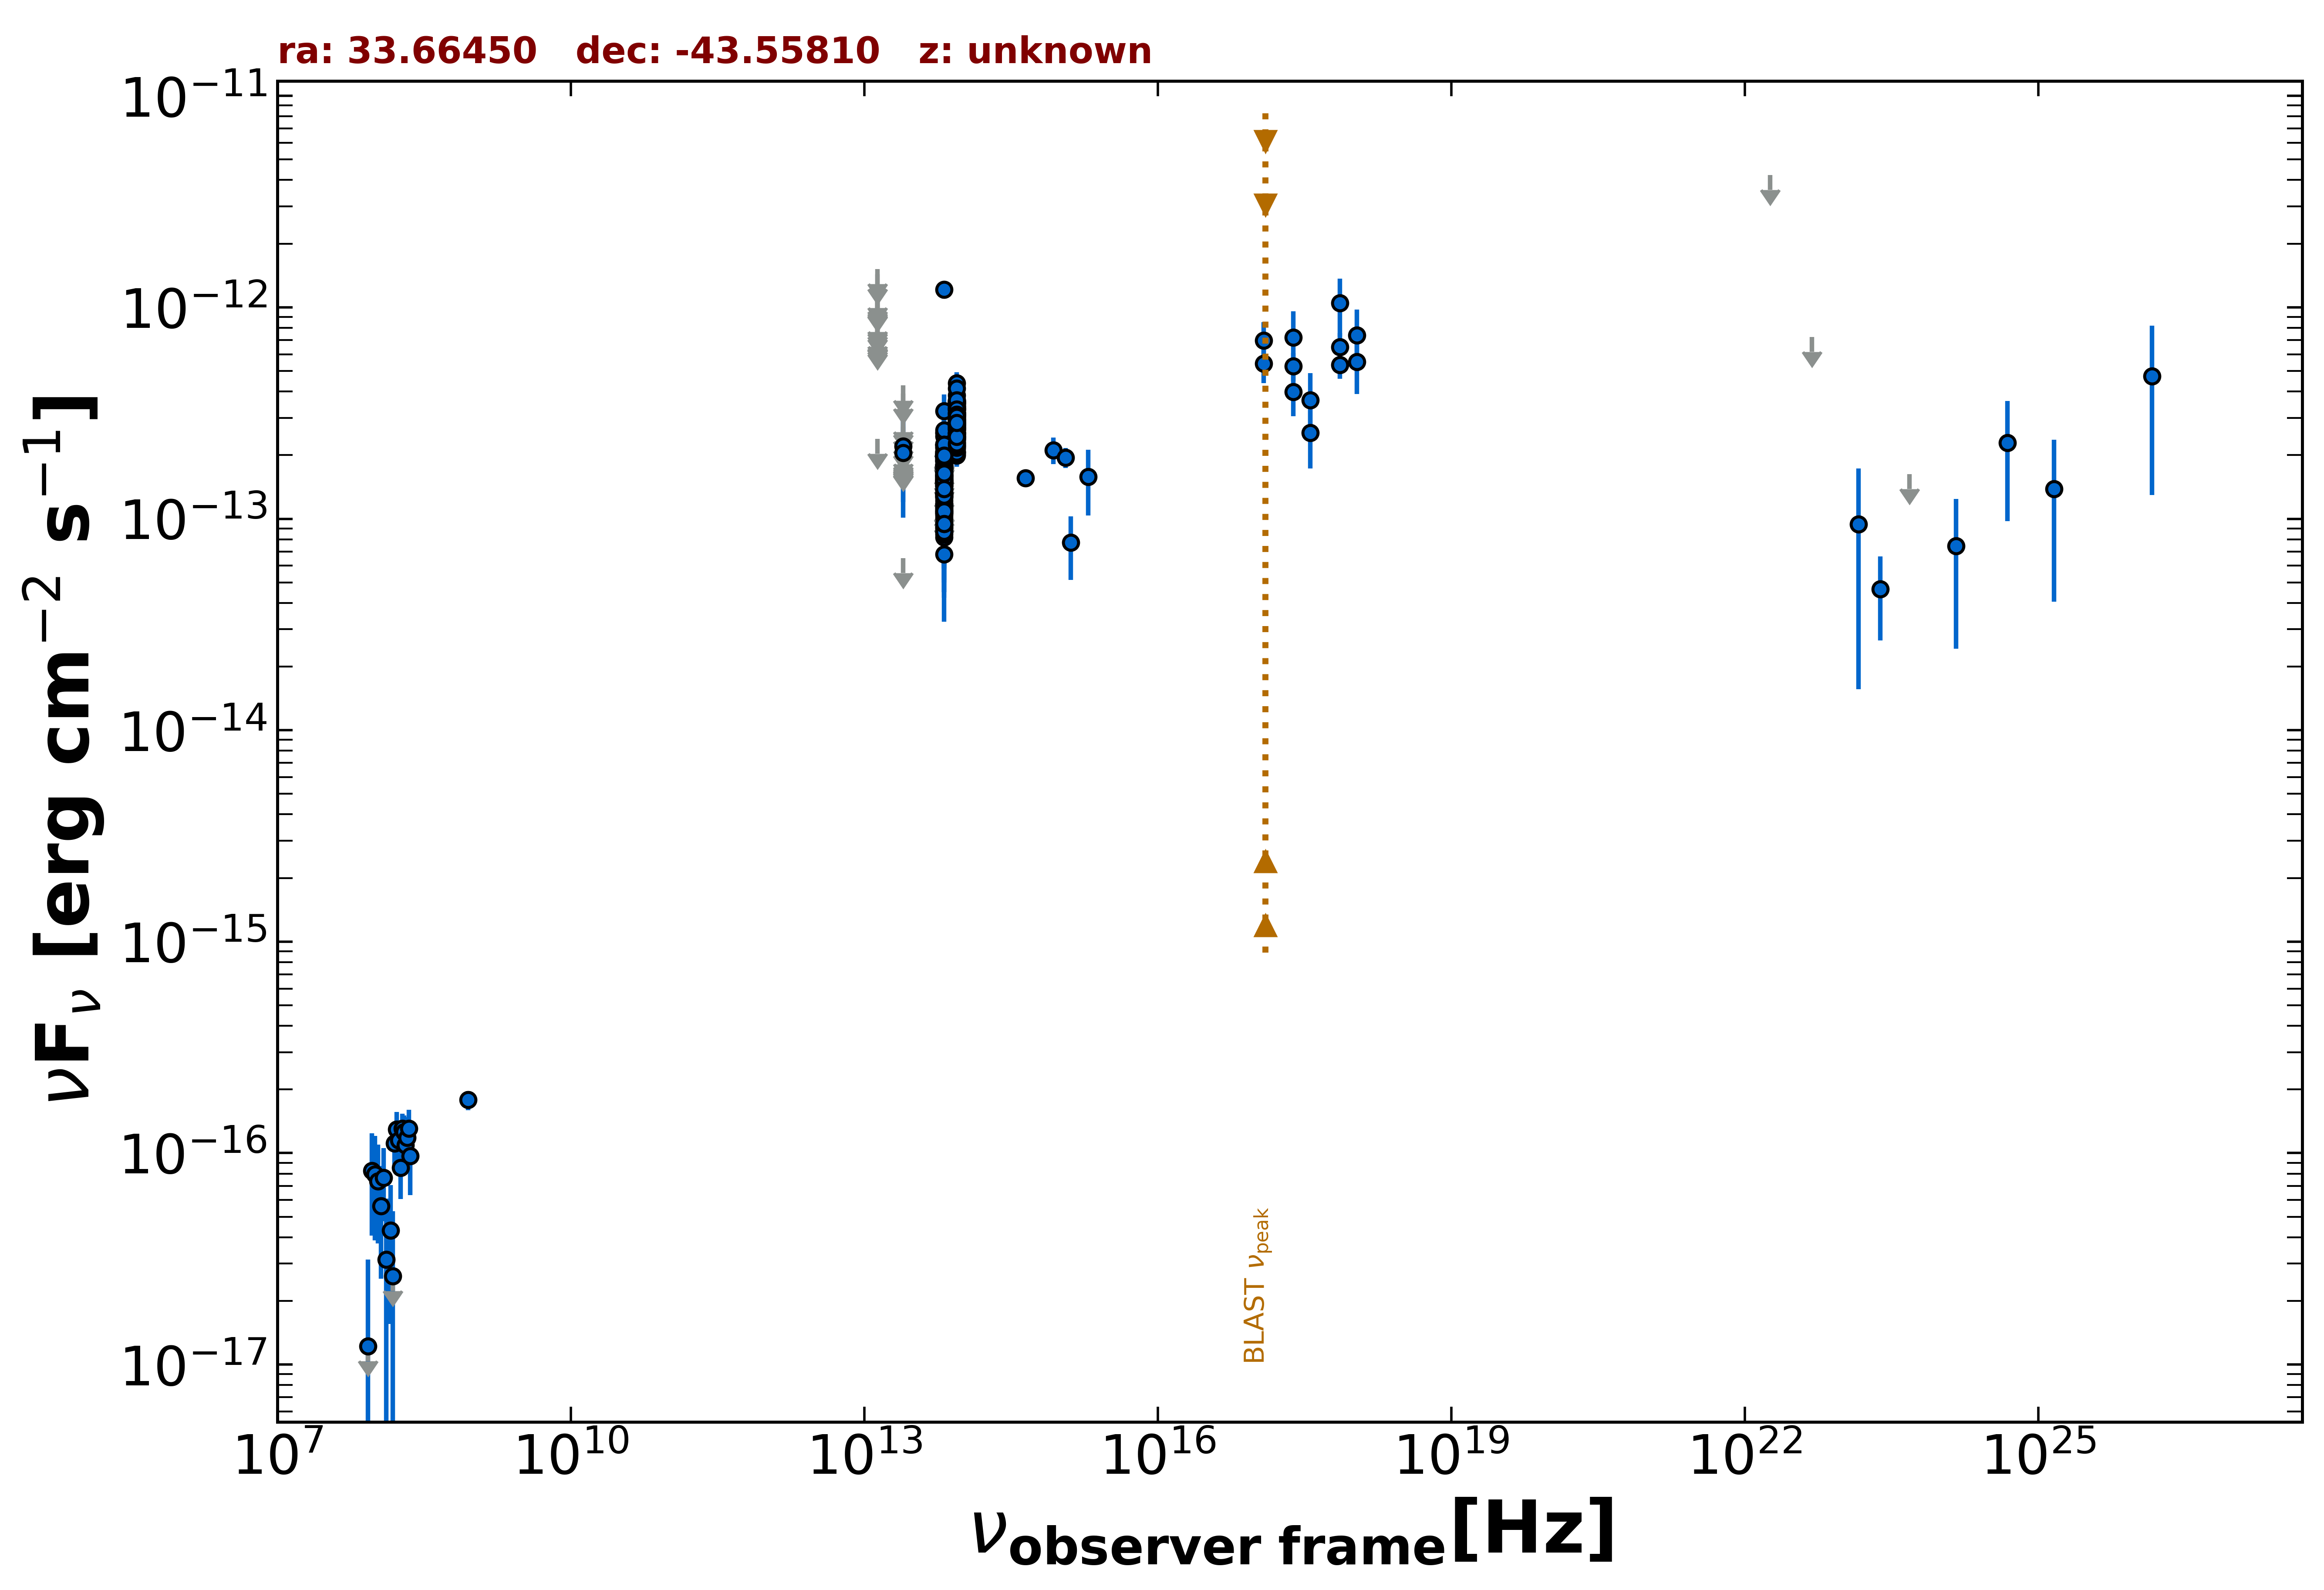 ra: 33.66450 dec: -43.55810 z: unknown
10⁻¹¹
10⁻¹²
10⁻¹³
10⁻¹⁴
10⁻¹⁵
10⁻¹⁶
10⁻¹⁷
νFν [erg cm⁻² s⁻¹]
BLAST νpeak
10⁷ 10¹⁰ 10¹³ 10¹⁶ 10¹⁹ 10²² 10²⁵
νobserver frame[Hz]